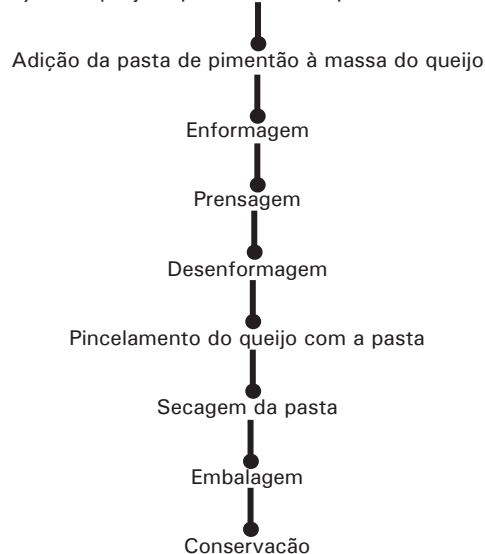 Adição da pasta de pimentão à massa do queijo
Enformagem
Prensagem
Desenformagem
Pincelamento do queijo com a pasta
Secagem da pasta
Embalagem
Conservação